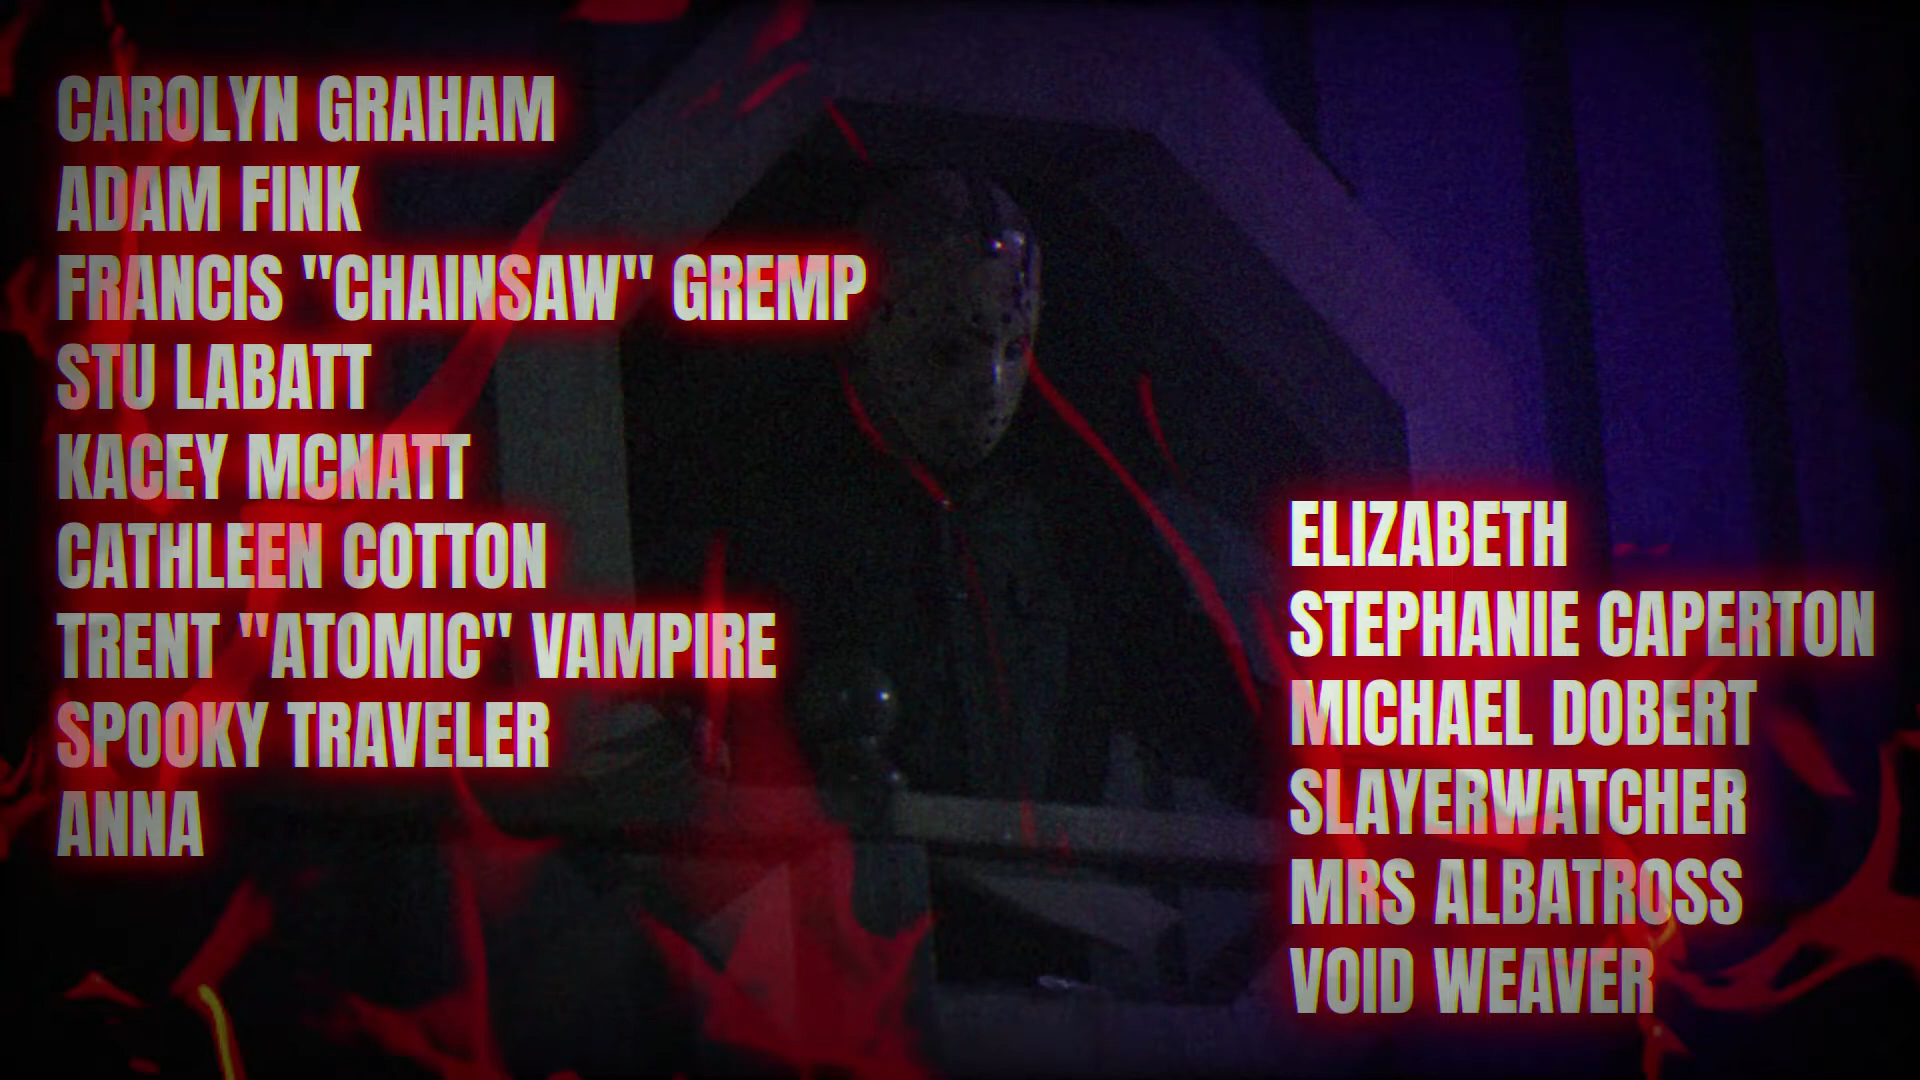 CAROLYN GRAHAM
ADAM FINK
FRANCIS "CHAINSAW" GREMP
STU LABATT
KACEY MCNATT
CATHLEEN COTTON
TRENT "ATOMIC" VAMPIRE
SPOOKY TRAVELER
ANNA
ELIZABETH
STEPHANIE CAPERTON
MICHAEL DOBERT
SLAYERWATCHER
MRS ALBATROSS
VOID WEAVER